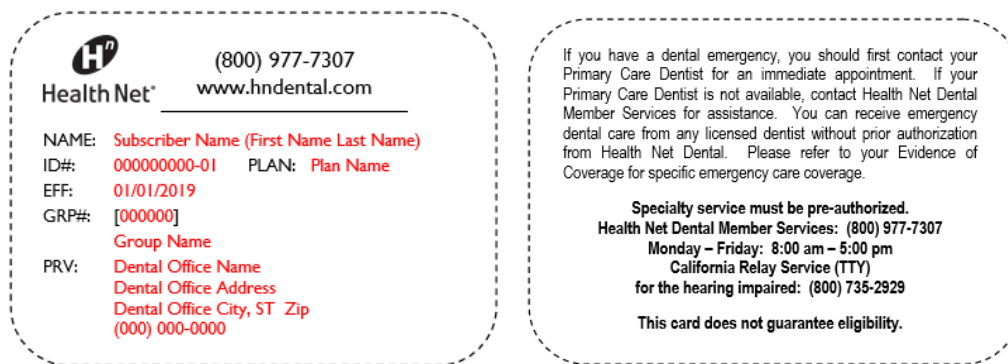 Hn
Health Net®
(800) 977-7307
www.hndental.com
NAME: Subscriber Name (First Name Last Name)
ID#: 000000000-01 PLAN: Plan Name
EFF: 01/01/2019
GRP#: [000000]
Group Name
PRV: Dental Office Name
Dental Office Address
Dental Office City, ST Zip
(000) 000-0000
If you have a dental emergency, you should first contact your
Primary Care Dentist for an immediate appointment. If your
Primary Care Dentist is not available, contact Health Net Dental
Member Services for assistance. You can receive emergency
dental care from any licensed dentist without prior authorization
from Health Net Dental. Please refer to your Evidence of
Coverage for specific emergency care coverage.
Specialty service must be pre-authorized.
Health Net Dental Member Services: (800) 977-7307
Monday – Friday: 8:00 am – 5:00 pm
California Relay Service (TTY)
for the hearing impaired: (800) 735-2929
This card does not guarantee eligibility.